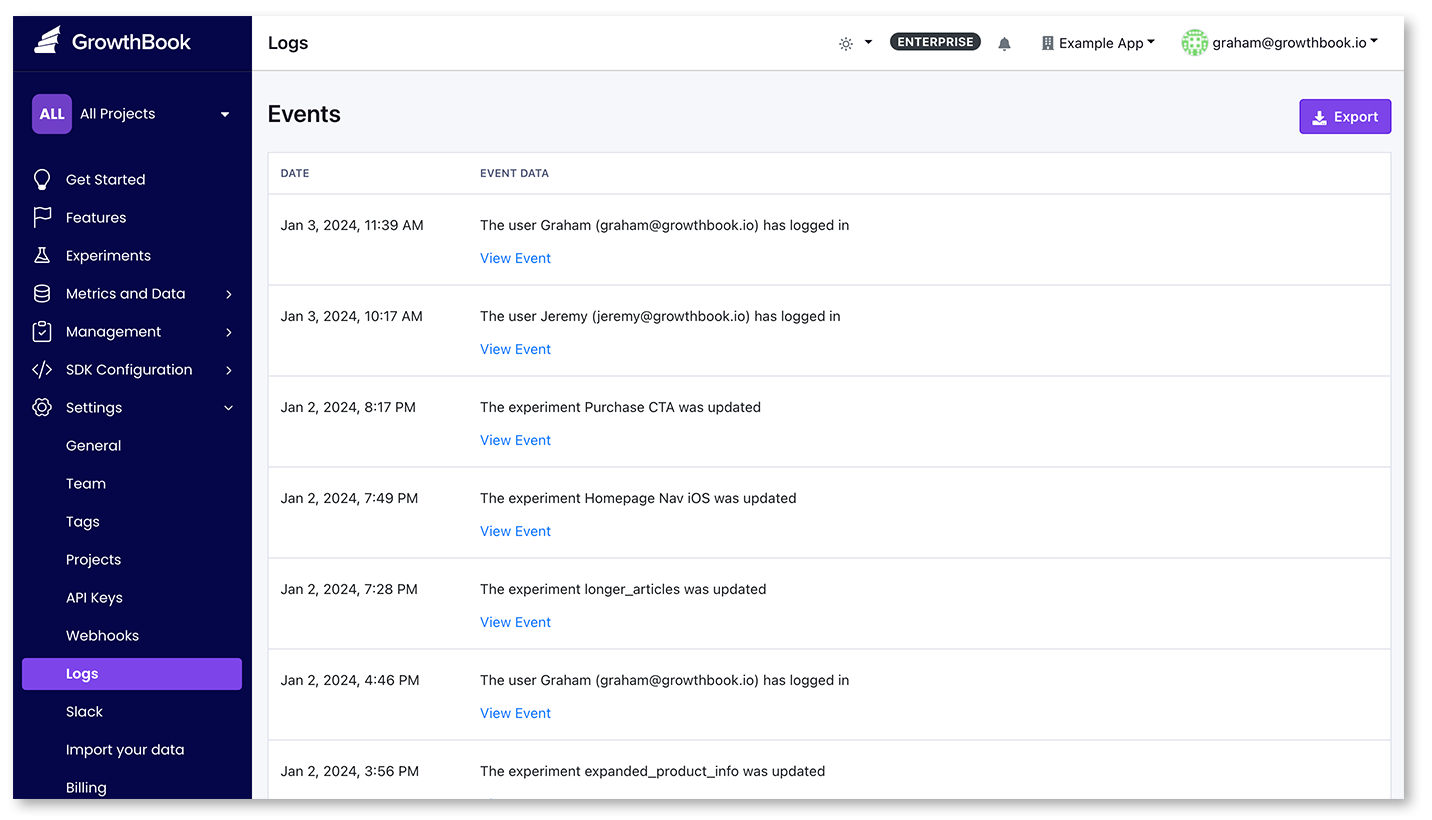 GrowthBook
Logs
ENTERPRISE
Example App
graham@growthbook.io
ALL
All Projects
Get Started
Features
Experiments
Metrics and Data
Management
SDK Configuration
Settings
General
Team
Tags
Projects
API Keys
Webhooks
Logs
Slack
Import your data
Billing
Events
Export
DATE EVENT DATA
Jan 3, 2024, 11:39 AM The user Graham (graham@growthbook.io) has logged in
View Event
Jan 3, 2024, 10:17 AM The user Jeremy (jeremy@growthbook.io) has logged in
View Event
Jan 2, 2024, 8:17 PM The experiment Purchase CTA was updated
View Event
Jan 2, 2024, 7:49 PM The experiment Homepage Nav iOS was updated
View Event
Jan 2, 2024, 7:28 PM The experiment longer_articles was updated
View Event
Jan 2, 2024, 4:46 PM The user Graham (graham@growthbook.io) has logged in
View Event
Jan 2, 2024, 3:56 PM The experiment expanded_product_info was updated